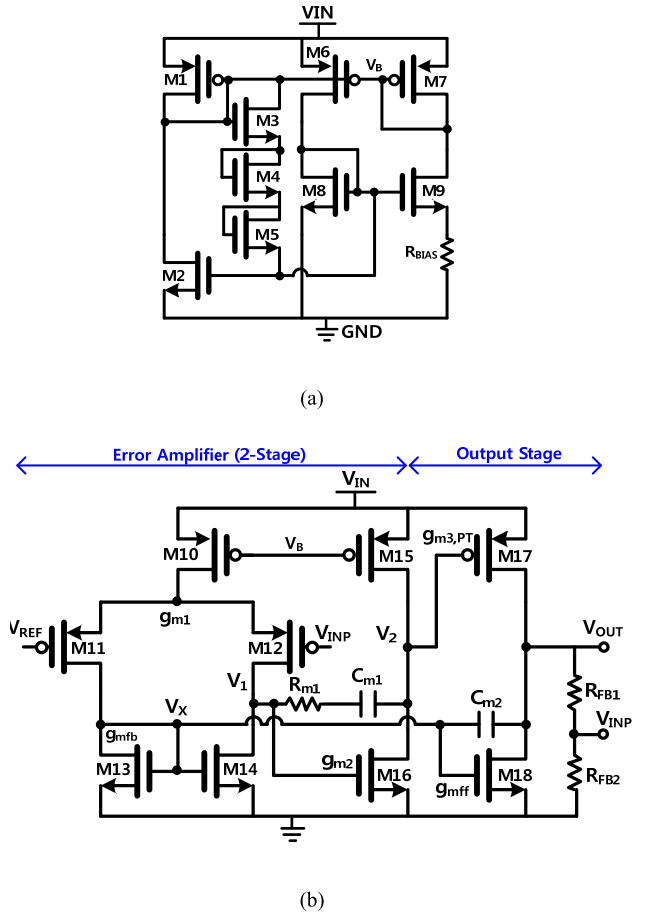 VIN
M1 M3 M6 VB M7
M4 M8 M9
M5 RBIAS
M2
GND
(a)
Error Amplifier (2-Stage) Output Stage
VIN
M10 VB M15 gm3,PT M17
gm1
VREF M11 M12 VINP V2 VOUT
V1 Rm1 Cm1 RFB1
VX Cm2 VINP
gmfb gm2
M13 M14 M16 gmff M18 RFB2
(b)